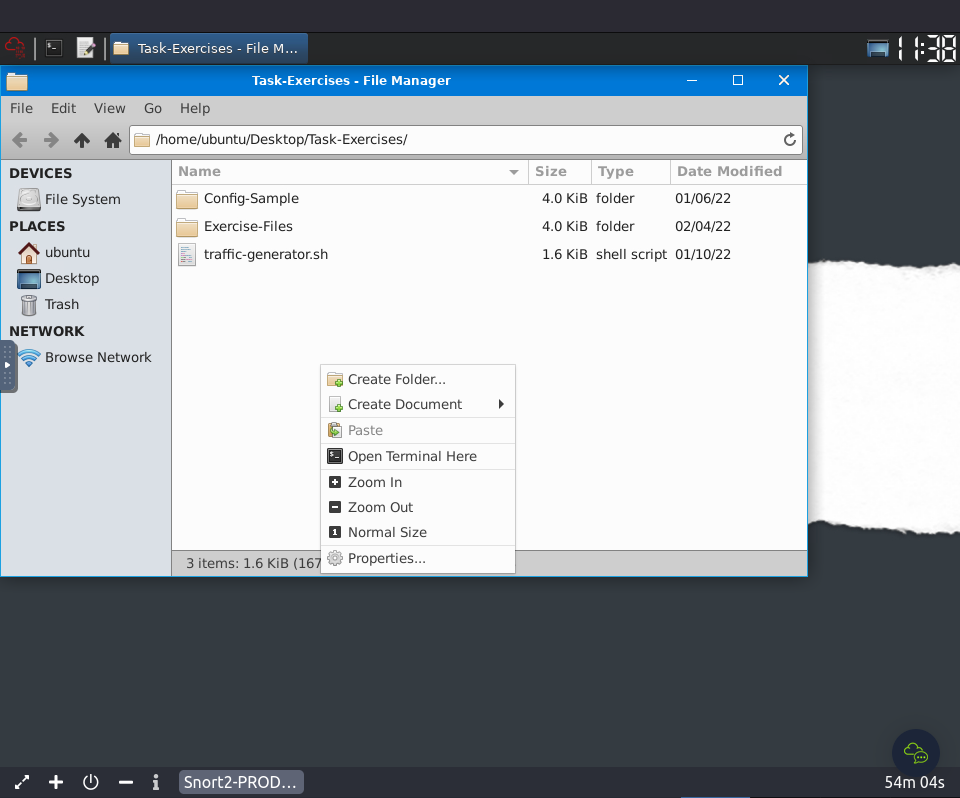 Task-Exercises - File M...
11:38
Task-Exercises - File Manager
File Edit View Go Help
/home/ubuntu/Desktop/Task-Exercises/
DEVICES
File System
PLACES
ubuntu
Desktop
Trash
NETWORK
Browse Network
Name Size Type Date Modified
Config-Sample 4.0 KiB folder 01/06/22
Exercise-Files 4.0 KiB folder 02/04/22
traffic-generator.sh 1.6 KiB shell script 01/10/22
Create Folder...
Create Document
Paste
Open Terminal Here
Zoom In
Zoom Out
Normal Size
Properties...
3 items: 1.6 KiB (167
Snort2-PROD...
54m 04s